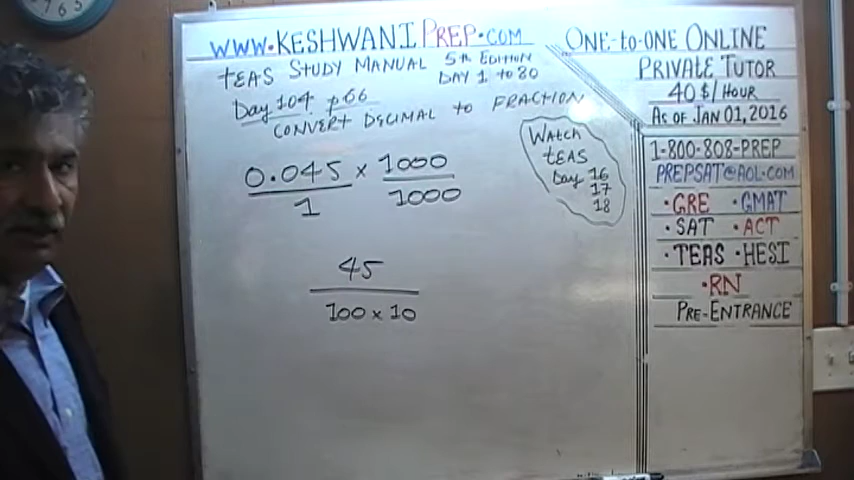 WWW.KESHWANIPREP.COM
TEAS STUDY MANUAL 5th EDITION
DAY 1 TO 80
Day 104 p66
CONVERT DECIMAL to FRACTION
0.045 × 1000
1 1000
45
100 × 10
WATCH
tEAS
Day 16
17
18
ONE-to-ONE ONLINE
PRIVATE TUTOR
40$/HOUR
AS OF JAN 01, 2016
1-800-808-PREP
PREPSAT@AOL.COM
•GRE •GMAT
•SAT •ACT
•TEAS •HESI
•RN
PRE-ENTRANCE